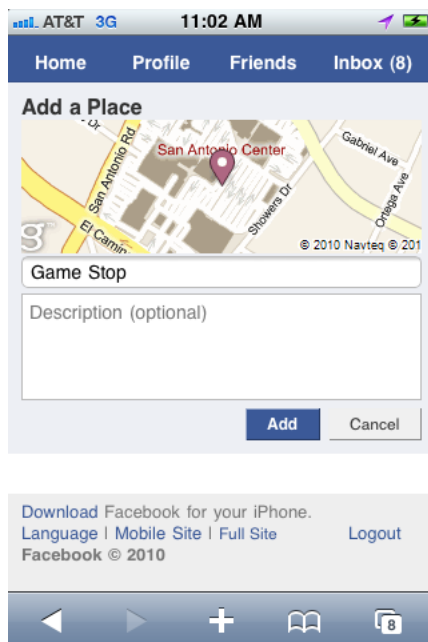 AT&T 3G 11:02 AM
Home Profile Friends Inbox (8)
Add a Place
San Antonio Rd
San Antonio Center
Gabriel Ave
Ortega Ave
Showers Dr
El Camin
© 2010 Navteq © 201
Game Stop
Description (optional)
Add Cancel
Download Facebook for your iPhone.
Language | Mobile Site | Full Site Logout
Facebook © 2010
8